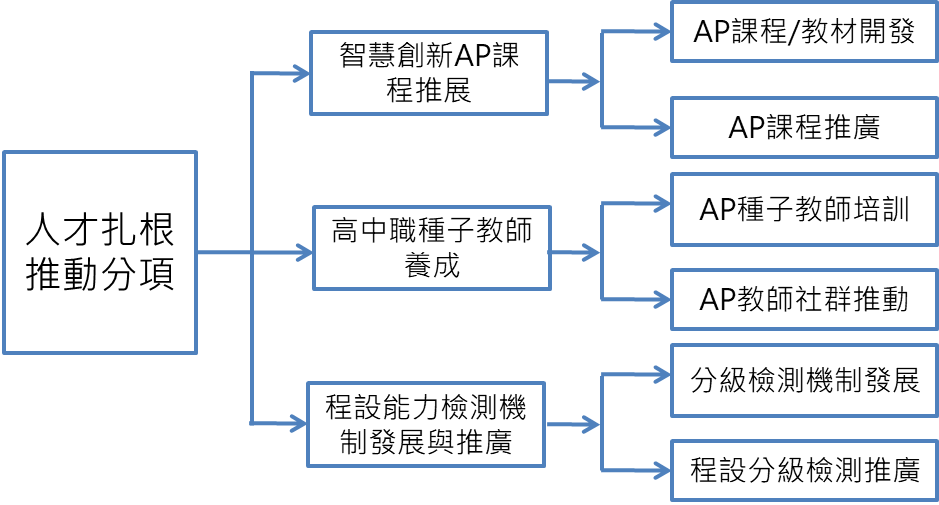 人才扎根
推動分項
智慧創新AP課
程推展
AP課程/教材開發
AP課程推廣
高中職種子教師
養成
AP種子教師培訓
AP教師社群推動
程設能力檢測機
制發展與推廣
分級檢測機制發展
程設分級檢測推廣